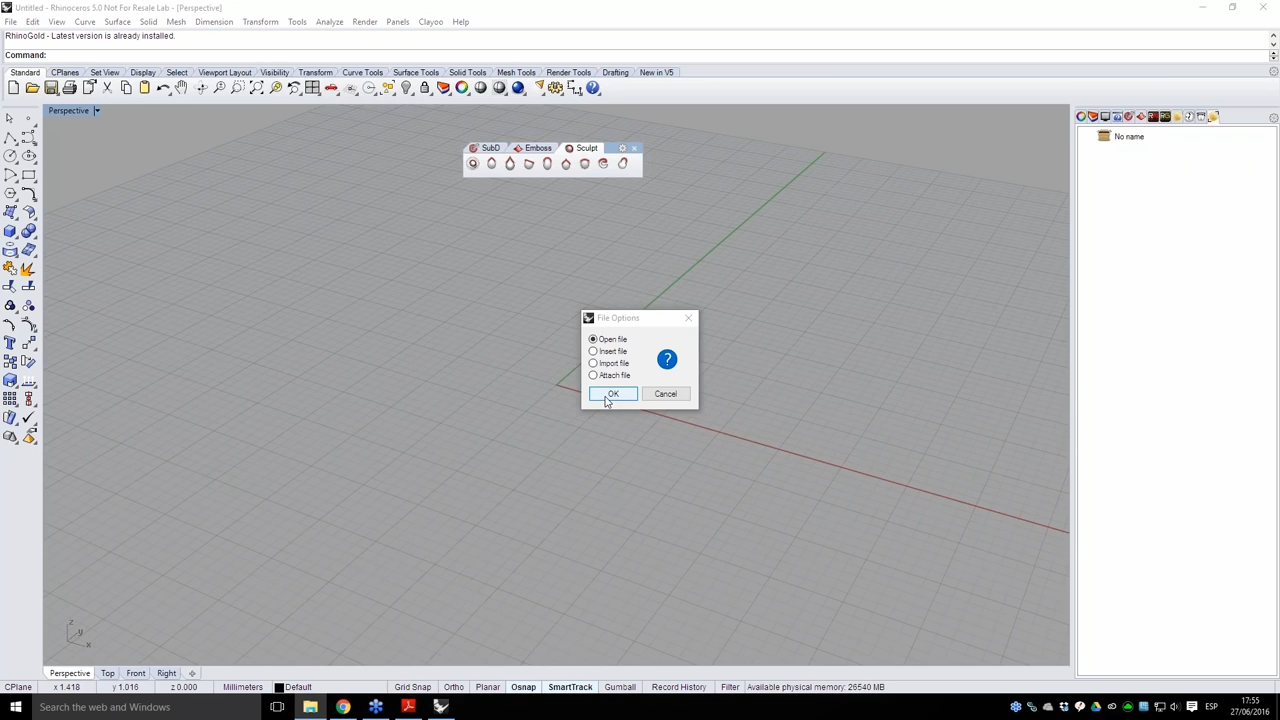 Untitled - Rhinoceros 5.0 Not For Resale Lab - [Perspective]
File Edit View Curve Surface Solid Mesh Dimension Transform Tools Analyze Render Panels Clayoo Help
RhinoGold - Latest version is already installed.
Command:
Standard CPlanes Set View Display Select Viewport Layout Visibility Transform Curve Tools Surface Tools Solid Tools Mesh Tools Render Tools Drafting New in V5
Perspective
No name
SubD Emboss Sculpt
File Options
Open file
Insert file
Import file
Attach file
OK Cancel
z
y
x
Perspective Top Front Right
CPlane x 1.418 y 1.016 z 0.000 Millimeters Default Grid Snap Ortho Planar Osnap SmartTrack Gumball Record History Filter Available physical memory: 26540 MB
Search the web and Windows
ESP
17:55
27/06/2016